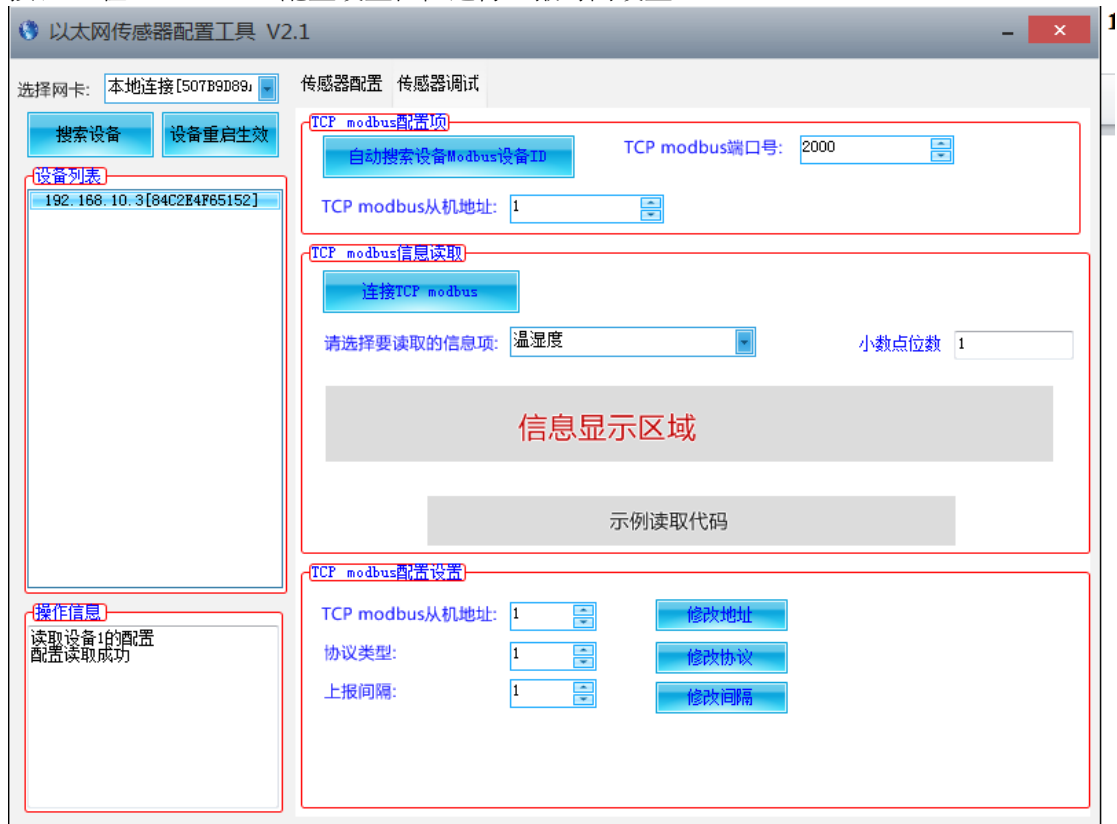 以太网传感器配置工具 V2.1
选择网卡: 本地连接[507B9D89
搜索设备 设备重启生效
设备列表
192.168.10.3[84C2E4F65152]
操作信息
读取设备1的配置
配置读取成功
传感器配置 传感器调试
TCP modbus配置项
自动搜索设备Modbus设备ID TCP modbus端口号: 2000
TCP modbus从机地址: 1
TCP modbus信息读取
连接TCP modbus
请选择要读取的信息项: 温湿度 小数点位数 1
信息显示区域
示例读取代码
TCP modbus配置设置
TCP modbus从机地址: 1 修改地址
协议类型: 1 修改协议
上报间隔: 1 修改间隔